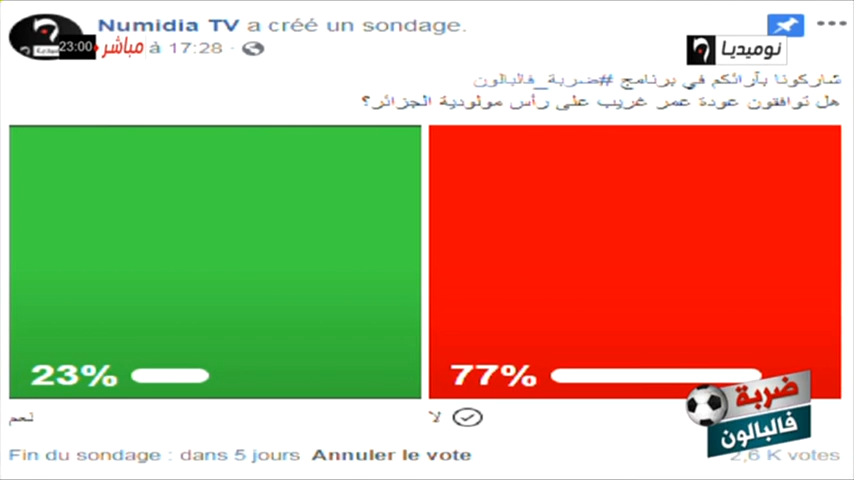 Numidia TV a créé un sondage.
23:00 مباشر à 17:28
نوميديا
شاركونا بآرائكم في برنامج #ضربة_فالبالون
هل توافقون عودة عمر غريب على رأس مولودية الجزائر؟
23%
77%
نعم
لا
ضربة
فالبالون
Fin du sondage : dans 5 jours Annuler le vote
2,6 K votes